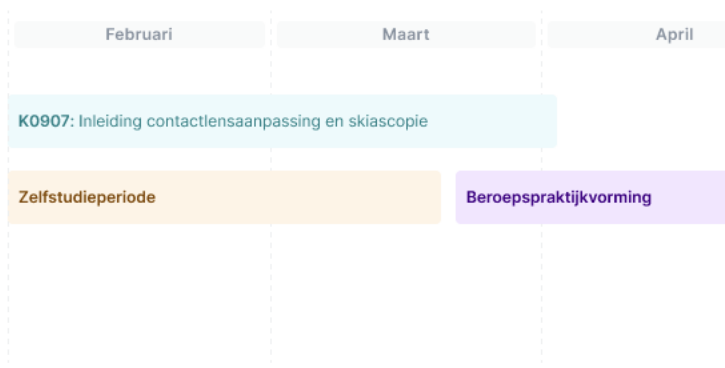 Februari
Maart
April
K0907: Inleiding contactlensaanpassing en skiascopie
Zelfstudieperiode
Beroepspraktijkvorming